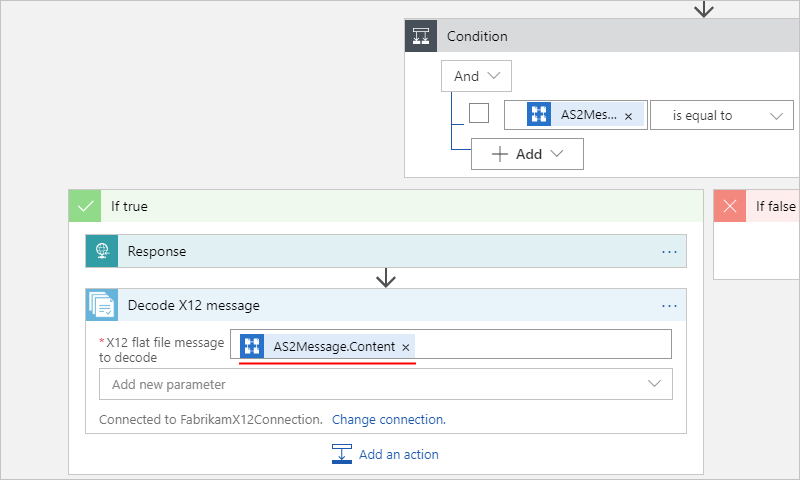 Condition
And
AS2Mes... ×
is equal to
Add
If true
If false
Response
...
Decode X12 message
...
*X12 flat file message
to decode
AS2Message.Content ×
Add new parameter
Connected to FabrikamX12Connection. Change connection.
Add an action